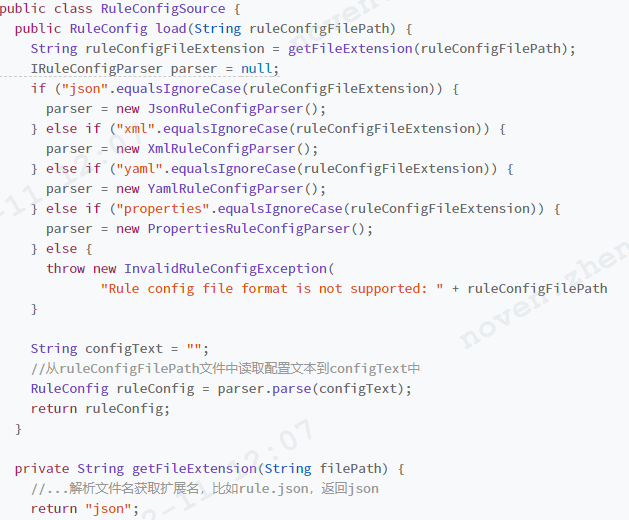 public class RuleConfigSource {
  public RuleConfig load(String ruleConfigFilePath) {
    String ruleConfigFileExtension = getFileExtension(ruleConfigFilePath);
    IRuleConfigParser parser = null;
    if ("json".equalsIgnoreCase(ruleConfigFileExtension)) {
      parser = new JsonRuleConfigParser();
    } else if ("xml".equalsIgnoreCase(ruleConfigFileExtension)) {
      parser = new XmlRuleConfigParser();
    } else if ("yaml".equalsIgnoreCase(ruleConfigFileExtension)) {
      parser = new YamlRuleConfigParser();
    } else if ("properties".equalsIgnoreCase(ruleConfigFileExtension)) {
      parser = new PropertiesRuleConfigParser();
    } else {
      throw new InvalidRuleConfigException(
             "Rule config file format is not supported: " + ruleConfigFilePath
    }

    String configText = "";
    //从ruleConfigFilePath文件中读取配置文本到configText中
    RuleConfig ruleConfig = parser.parse(configText);
    return ruleConfig;
  }

  private String getFileExtension(String filePath) {
    //...解析文件名获取扩展名，比如rule.json，返回json
    return "json";